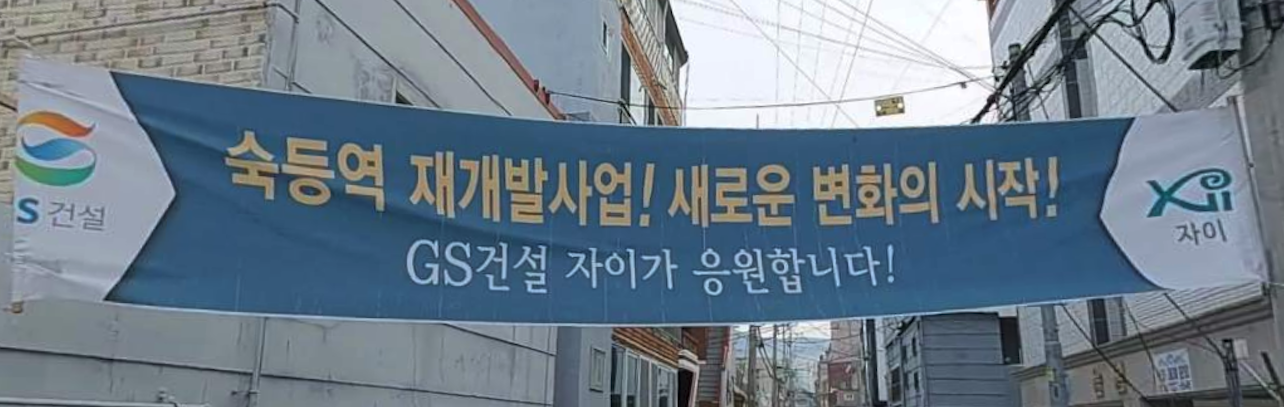 숙등역 재개발사업! 새로운 변화의 시작!
GS건설 자이가 응원합니다!
S 건설
Xi
자이